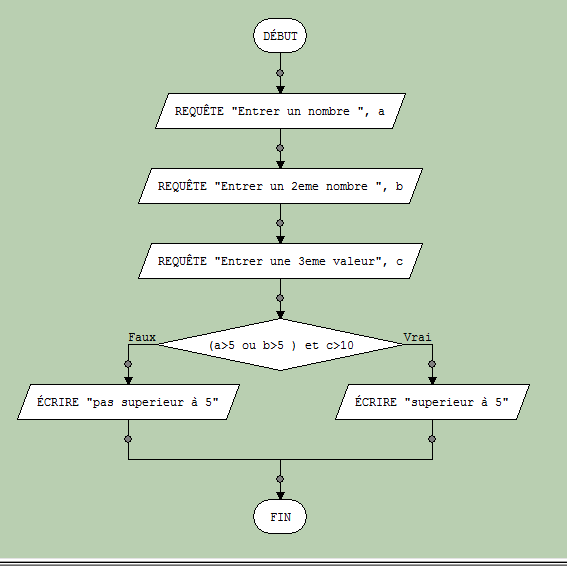 DÉBUT
REQUÊTE "Entrer un nombre ", a
REQUÊTE "Entrer un 2eme nombre ", b
REQUÊTE "Entrer une 3eme valeur", c
Faux
(a>5 ou b>5 ) et c>10
Vrai
ÉCRIRE "pas superieur à 5"
ÉCRIRE "superieur à 5"
FIN